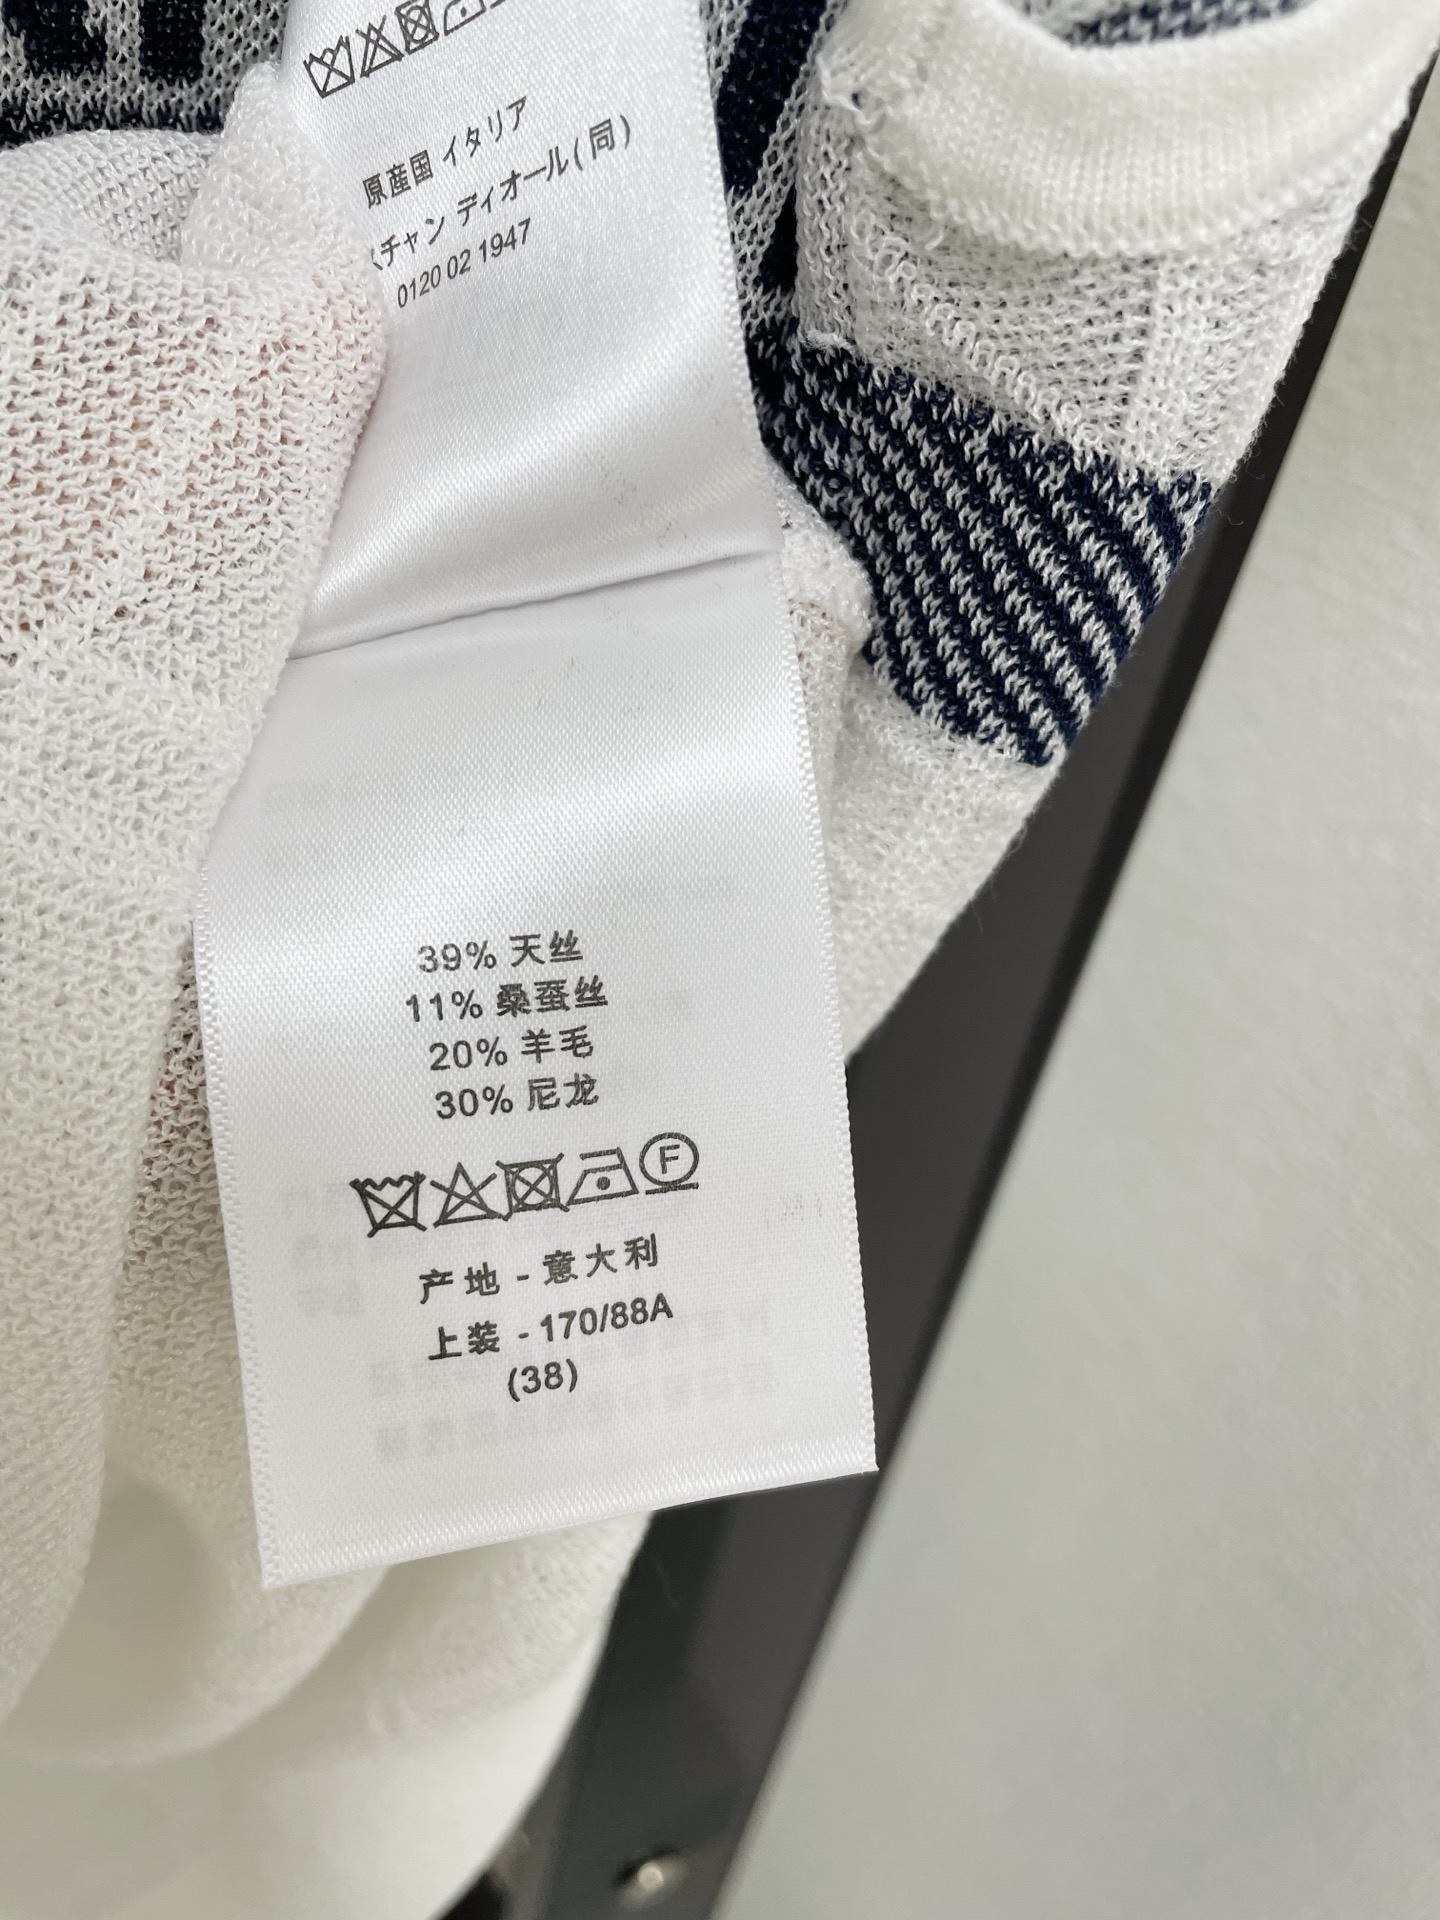 原産国 イタリア
チャン ディオール(同)
0120 02 1947
39% 天丝
11% 桑蚕丝
20% 羊毛
30% 尼龙
F
产地 - 意大利
上装 - 170/88A
(38)